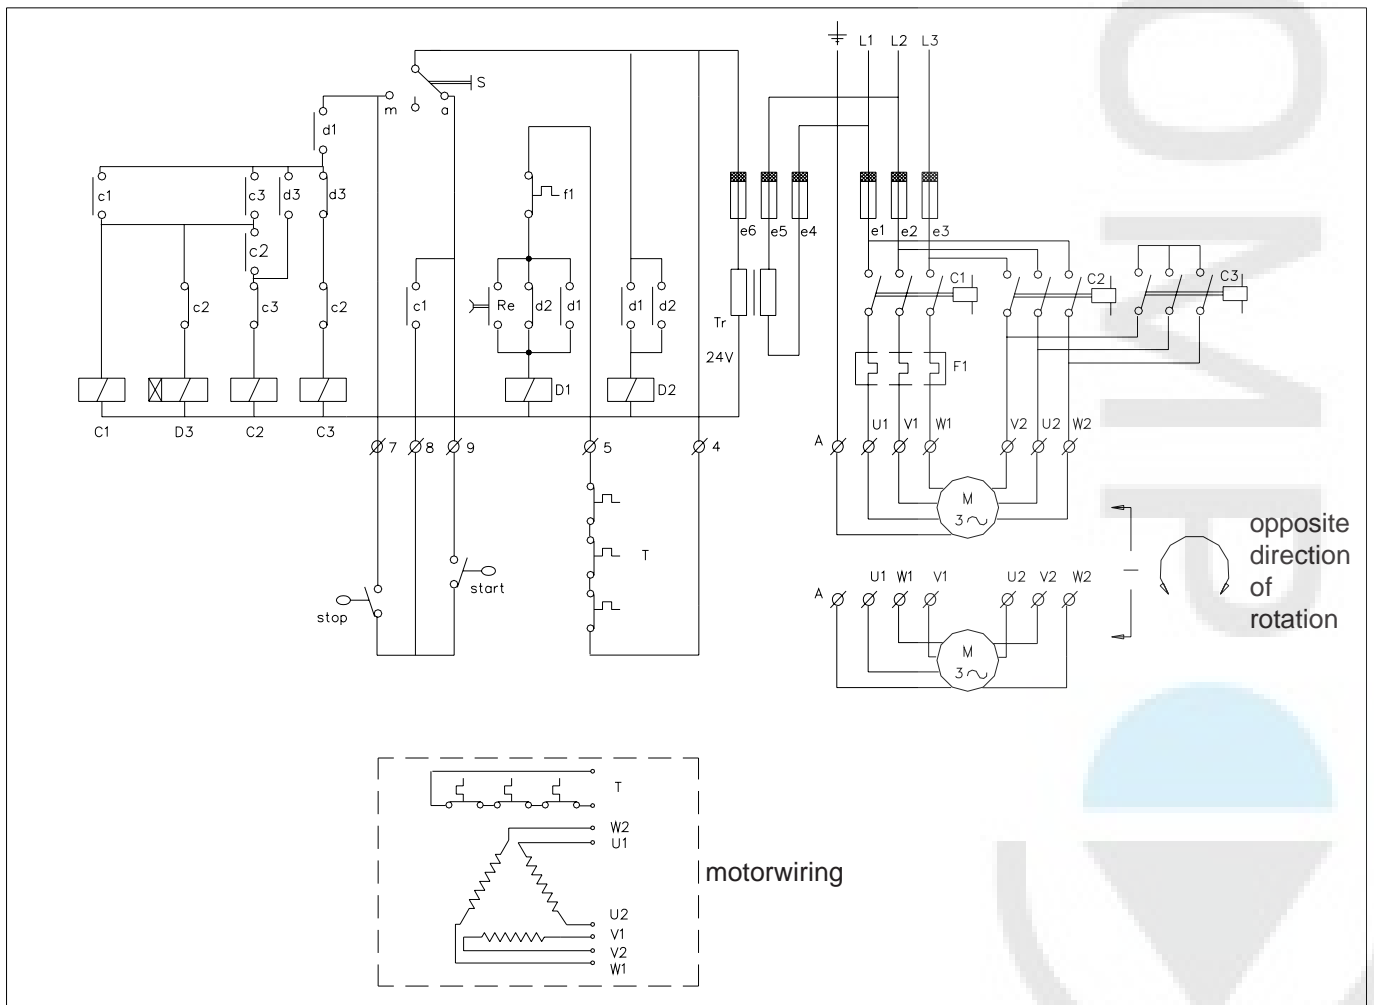 L1 L2 L3
S
m a
d1
c1 c3 d3 d3 f1
e6 e5 e4 e1 e2 e3
c2
C1 C2 C3
c2 c3 c2 c1 Re d2 d1 d1 d2
Tr
24V
F1
D1 D2
C1 D3 C2 C3
7 8 9 5 4
A U1 V1 W1 V2 U2 W2
M
3
T
start
stop
opposite
direction
of
rotation
A U1 W1 V1 U2 V2 W2
M
3
T
W2
U1
U2
V1
V2
W1
motorwiring
POMP